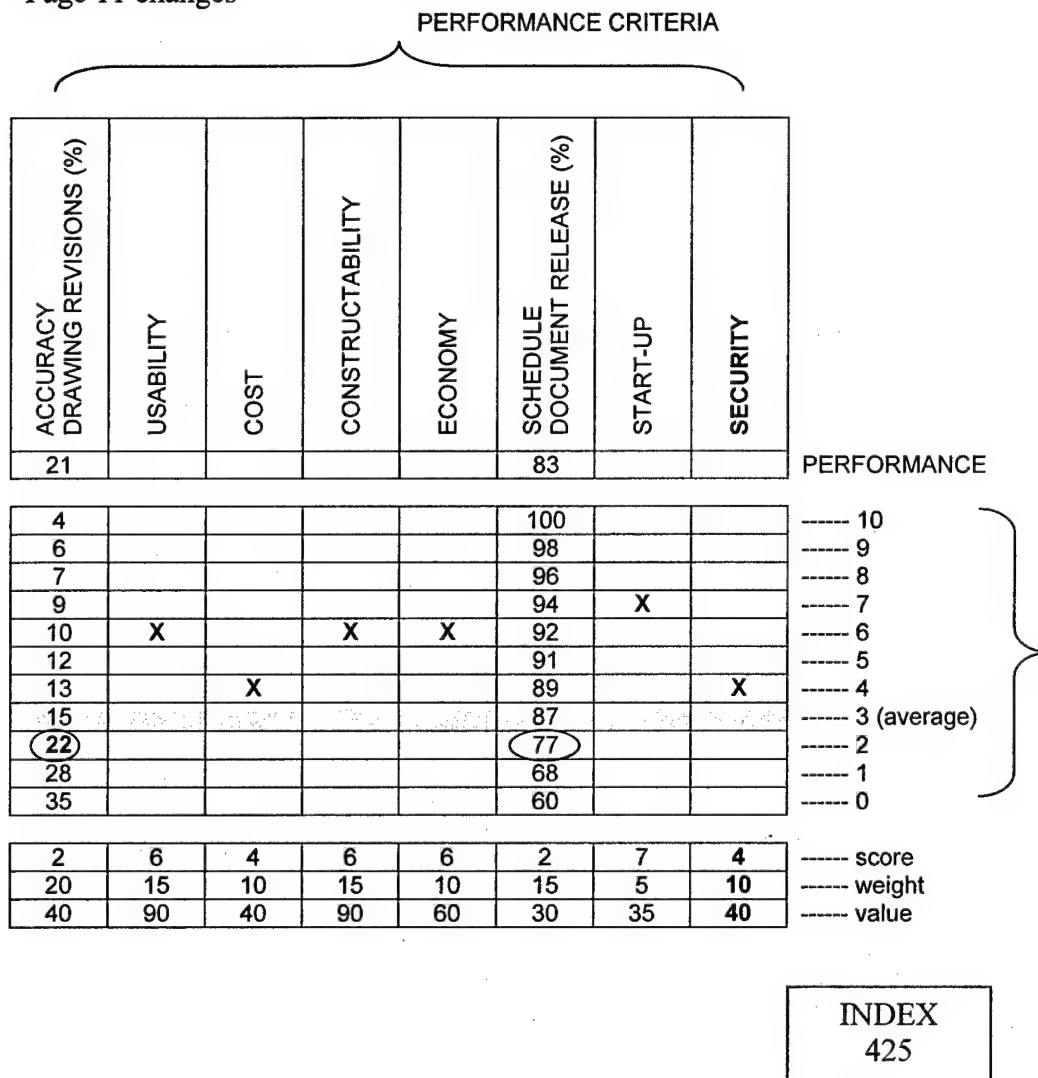 Page 11 changes
PERFORMANCE CRITERIA
ACCURACY
DRAWING REVISIONS (%)
USABILITY
COST
CONSTRUCTABILITY
ECONOMY
SCHEDULE
DOCUMENT RELEASE (%)
START-UP
SECURITY
21 83 PERFORMANCE
4 100 ------ 10
6 98 ------ 9
7 96 ------ 8
9 94 X ------ 7
10 X X X 92 ------ 6
12 91 ------ 5
13 X 89 X ------ 4
15 87 ------ 3 (average)
22 77 ------ 2
28 68 ------ 1
35 60 ------ 0
2 6 4 6 6 2 7 4 ------ score
20 15 10 15 10 15 5 10 ------ weight
40 90 40 90 60 30 35 40 ------ value
INDEX
425